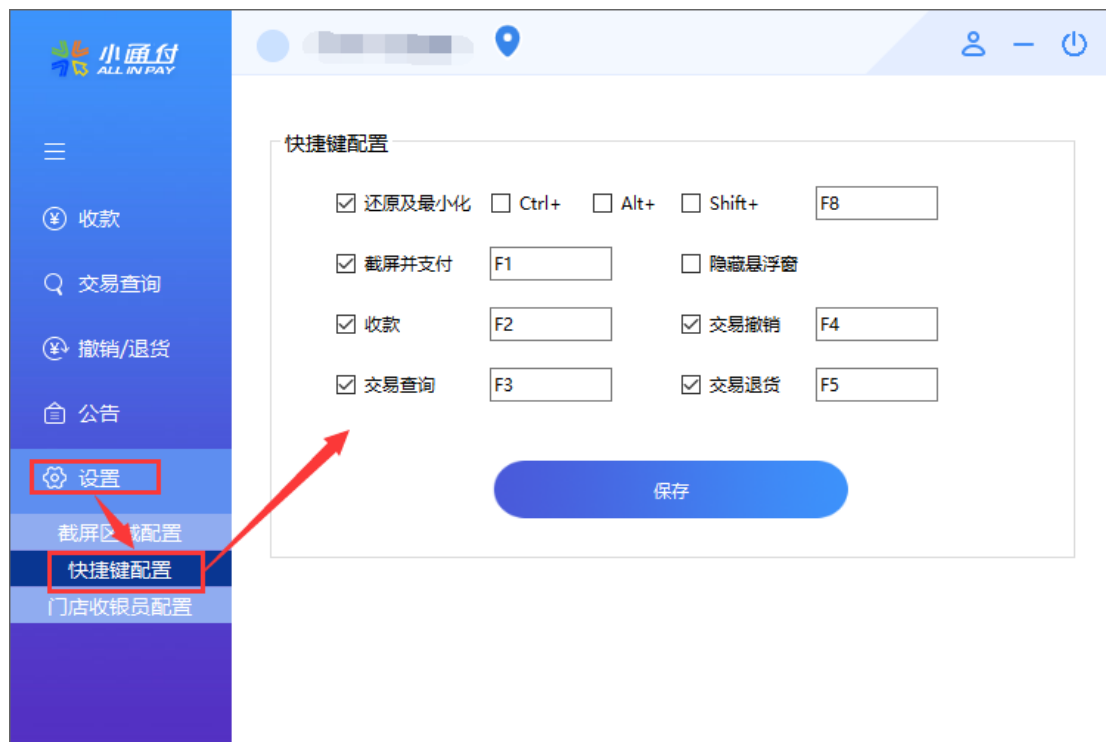 小通付
ALL IN PAY
收款
交易查询
撤销/退货
公告
设置
截屏区域配置
快捷键配置
门店收银员配置
快捷键配置
还原及最小化 Ctrl+ Alt+ Shift+ F8
截屏并支付 F1 隐藏悬浮窗
收款 F2 交易撤销 F4
交易查询 F3 交易退货 F5
保存